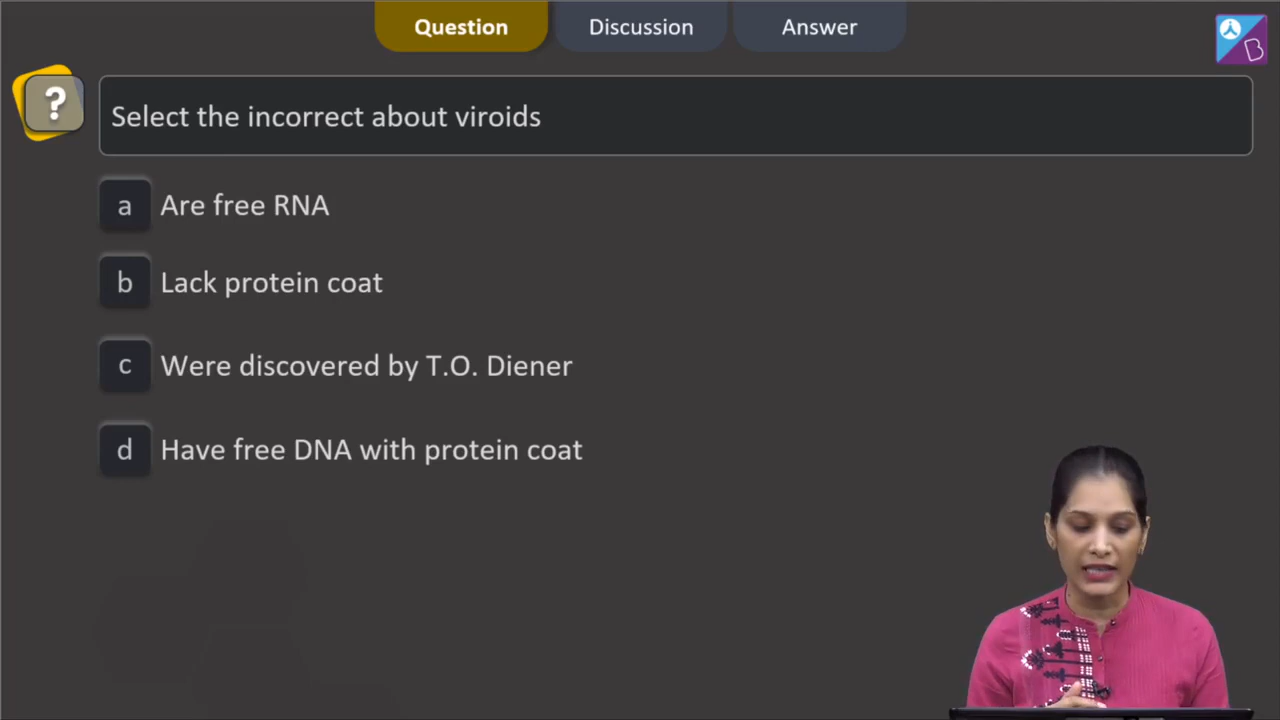 Question
Discussion
Answer
?
Select the incorrect about viroids
a Are free RNA
b Lack protein coat
c Were discovered by T.O. Diener
d Have free DNA with protein coat
B